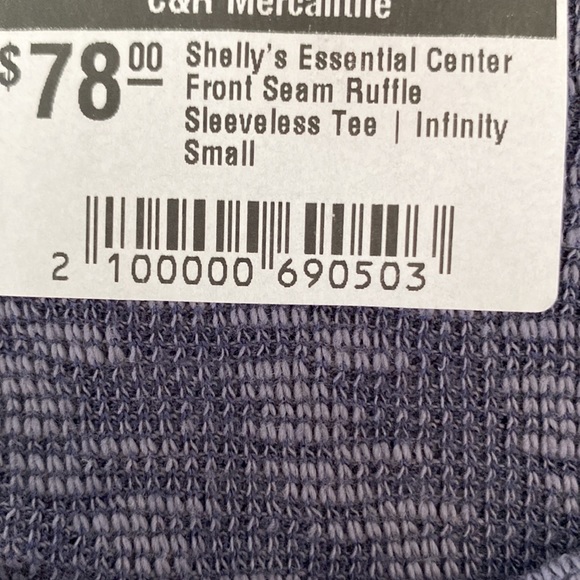 C&R Mercantile
$78.00
Shelly's Essential Center
Front Seam Ruffle
Sleeveless Tee | Infinity
Small
2 100000 690503